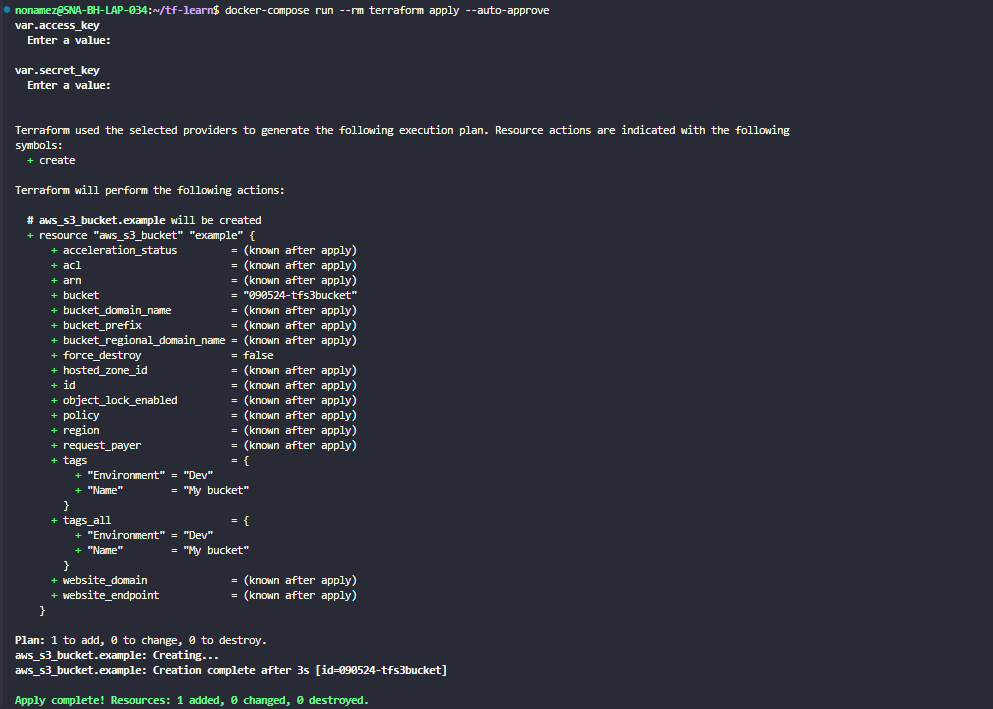 nonamez@SNA-BH-LAP-034:~/tf-learn$ docker-compose run --rm terraform apply --auto-approve
var.access_key
  Enter a value:

var.secret_key
  Enter a value:


Terraform used the selected providers to generate the following execution plan. Resource actions are indicated with the following
symbols:
  + create

Terraform will perform the following actions:

  # aws_s3_bucket.example will be created
  + resource "aws_s3_bucket" "example" {
      + acceleration_status         = (known after apply)
      + acl                         = (known after apply)
      + arn                         = (known after apply)
      + bucket                      = "090524-tfs3bucket"
      + bucket_domain_name          = (known after apply)
      + bucket_prefix               = (known after apply)
      + bucket_regional_domain_name = (known after apply)
      + force_destroy               = false
      + hosted_zone_id              = (known after apply)
      + id                          = (known after apply)
      + object_lock_enabled         = (known after apply)
      + policy                      = (known after apply)
      + region                      = (known after apply)
      + request_payer               = (known after apply)
      + tags                        = {
          + "Environment" = "Dev"
          + "Name"        = "My bucket"
        }
      + tags_all                    = {
          + "Environment" = "Dev"
          + "Name"        = "My bucket"
        }
      + website_domain              = (known after apply)
      + website_endpoint            = (known after apply)
    }

Plan: 1 to add, 0 to change, 0 to destroy.
aws_s3_bucket.example: Creating...
aws_s3_bucket.example: Creation complete after 3s [id=090524-tfs3bucket]

Apply complete! Resources: 1 added, 0 changed, 0 destroyed.